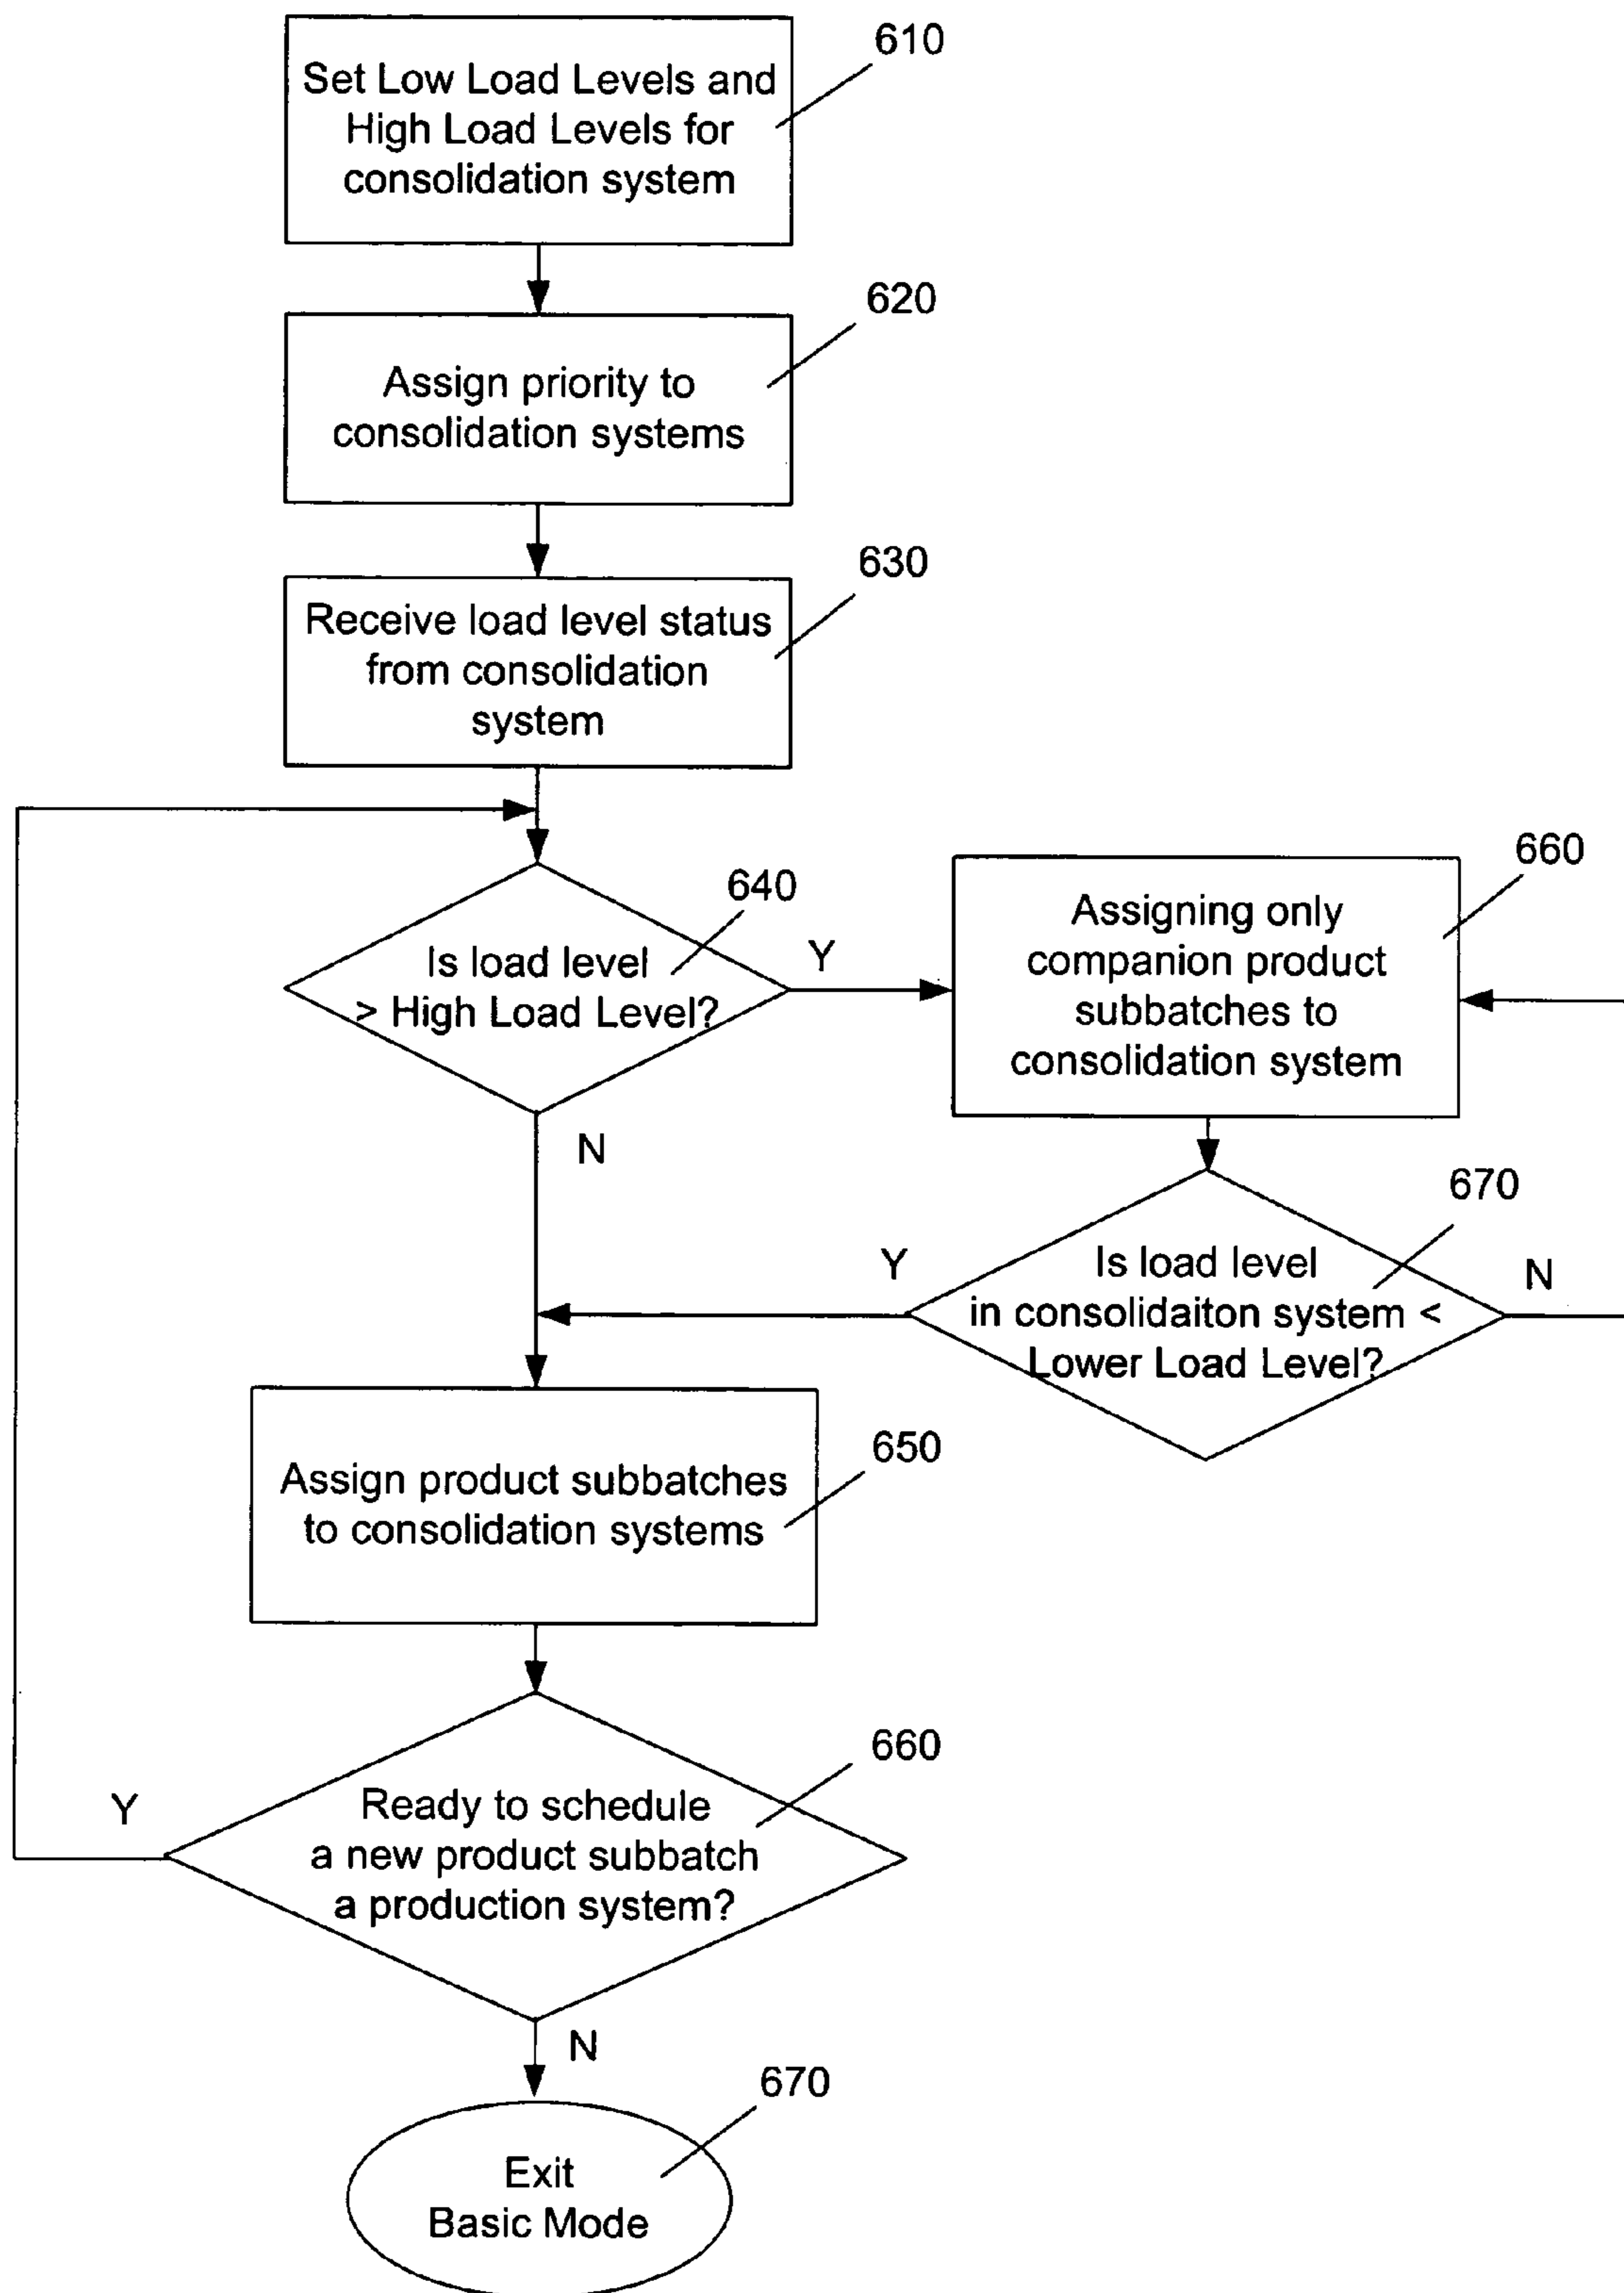 610
Set Low Load Levels and
High Load Levels for
consolidation system
620
Assign priority to
consolidation systems
630
Receive load level status
from consolidation
system
640
Is load level
> High Load Level?
Y
N
660
Assigning only
companion product
subbatches to
consolidation system
670
Is load level
in consolidaiton system <
Lower Load Level?
Y
N
650
Assign product subbatches
to consolidation systems
660
Ready to schedule
a new product subbatch
a production system?
Y
N
670
Exit
Basic Mode